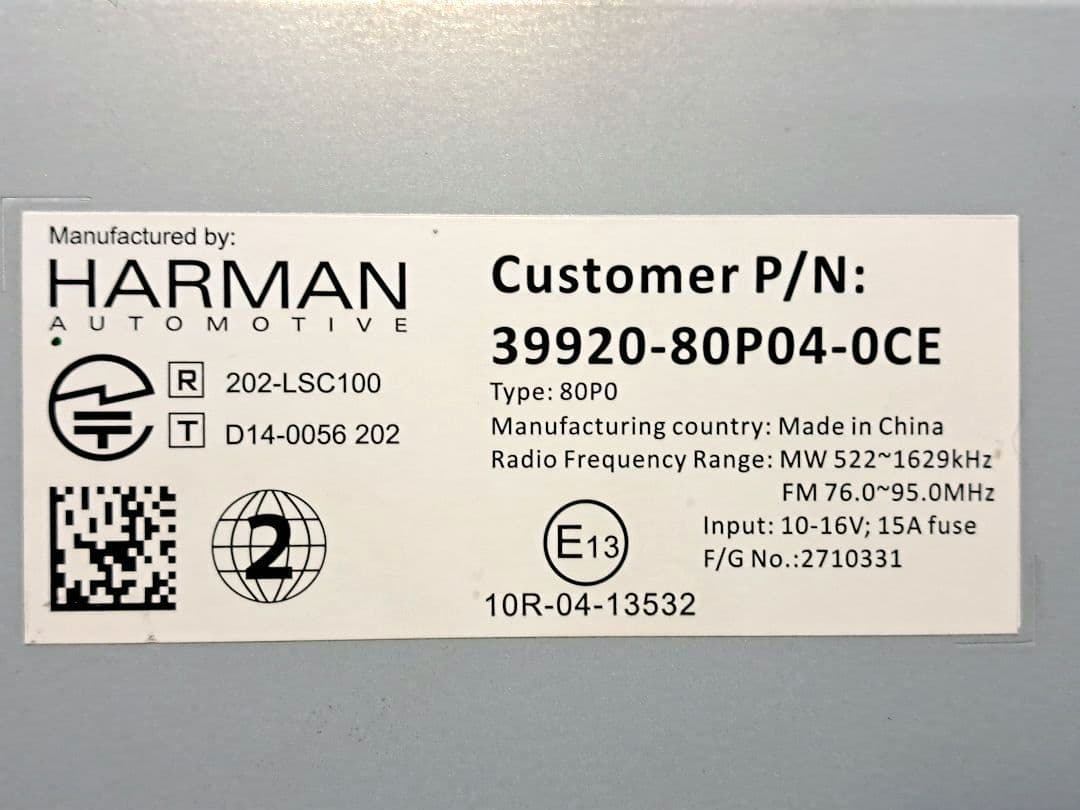 Manufactured by:
HARMAN
AUTOMOTIVE
R 202-LSC100
T D14-0056 202
2
Customer P/N:
39920-80P04-0CE
Type: 80P0
Manufacturing country: Made in China
Radio Frequency Range: MW 522~1629kHz
FM 76.0~95.0MHz
Input: 10-16V; 15A fuse
F/G No.:2710331
E13
10R-04-13532